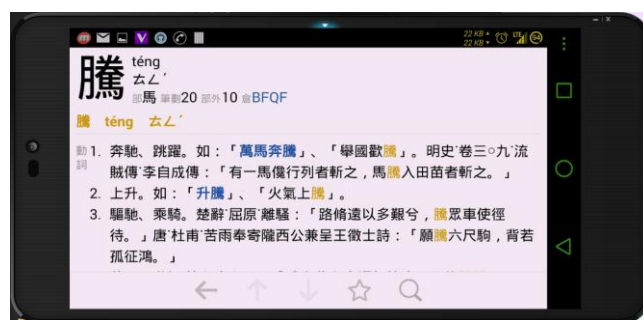 22 KB
22 KB
94
騰
téng
ㄊㄥˊ
部馬 筆劃20 部外10 倉BFQF
騰 téng ㄊㄥˊ
動詞
1. 奔馳、跳躍。如：「萬馬奔騰」、「舉國歡騰」。明史˙卷三○九˙流
賊傳˙李自成傳：「有一馬儳行列者斬之，馬騰入田苗者斬之。」
2. 上升。如：「升騰」、「火氣上騰」。
3. 驅馳、乘騎。楚辭˙屈原˙離騷：「路脩遠以多艱兮，騰眾車使徑
待。」唐˙杜甫˙苦雨奉寄隴西公兼呈王徵士詩：「願騰六尺駒，背若
孤征鴻。」